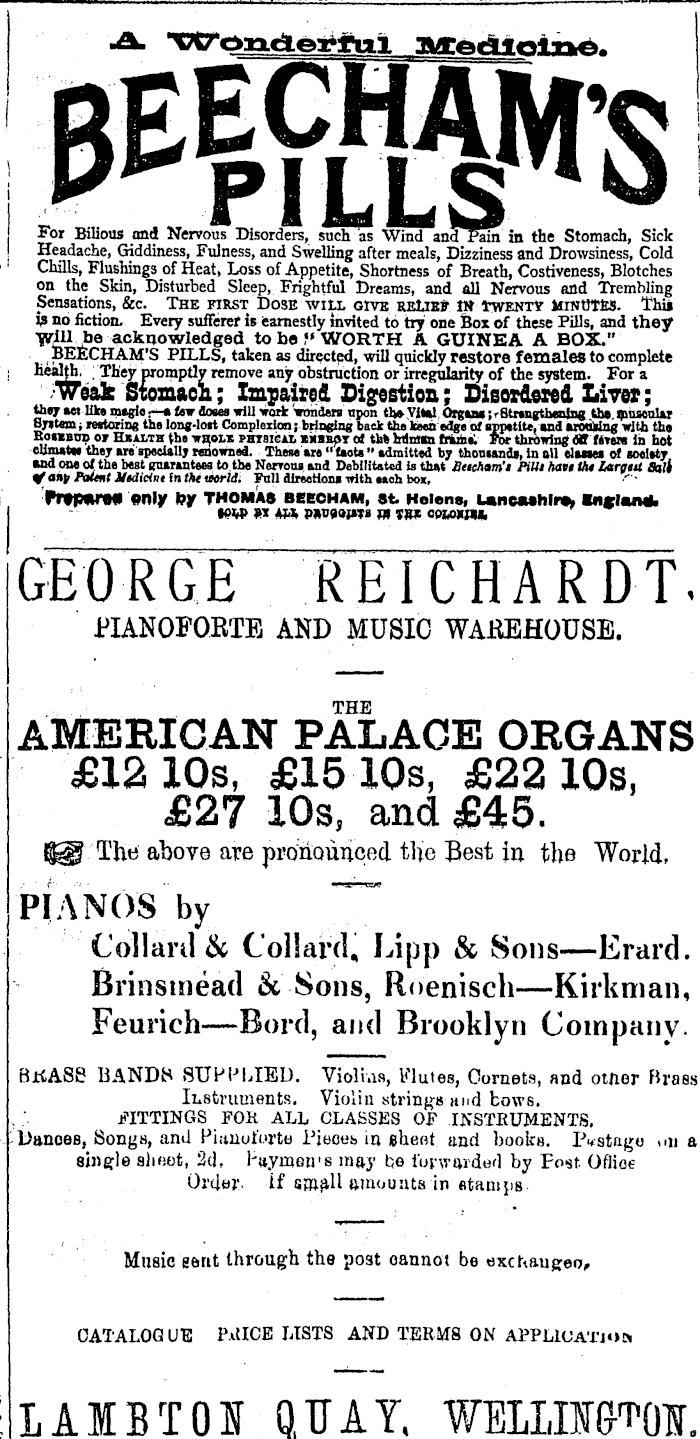 A Wonderful Medicine.
BEECHAM'S
PILLS
For Bilious and Nervous Disorders, such as Wind and Pain in the Stomach, Sick
Headache, Giddiness, Fulness, and Swelling after meals, Dizziness and Drowsiness, Cold
Chills, Flushings of Heat, Loss of Appetite, Shortness of Breath, Costiveness, Blotches
on the Skin, Disturbed Sleep, Frightful Dreams, and all Nervous and Trembling
Sensations, &c. THE FIRST DOSE WILL GIVE RELIEF IN TWENTY MINUTES. This
is no fiction. Every sufferer is earnestly invited to try one Box of these Pills, and they
will be acknowledged to be "WORTH A GUINEA A BOX."
BEECHAM'S PILLS, taken as directed, will quickly restore females to complete
health. They promptly remove any obstruction or irregularity of the system. For a
Weak Stomach; Impaired Digestion; Disordered Liver;
they act like magic:—a few doses will work wonders upon the Vital Organs; Strengthening the muscular
System; restoring the long-lost Complexion; bringing back the keen edge of appetite, and arousing with the
ROSEBUD OF HEALTH the WHOLE PHYSICAL ENERGY of the human frame. For throwing off fevers in hot
climates they are specially renowned. These are "facts" admitted by thousands, in all classes of society,
and one of the best guarantees to the Nervous and Debilitated is that Beecham's Pills have the Largest Sale
of any Patent Medicine in the world. Full directions with each box.
Prepared only by THOMAS BEECHAM, St. Helens, Lancashire, England.
SOLD BY ALL DRUGGISTS IN THE COLONIES.
GEORGE REICHARDT,
PIANOFORTE AND MUSIC WAREHOUSE.
THE
AMERICAN PALACE ORGANS
£12 10s, £15 10s, £22 10s,
£27 10s, and £45.
☞ The above are pronounced the Best in the World.
PIANOS by
Collard & Collard, Lipp & Sons—Erard.
Brinsmead & Sons, Roenisch—Kirkman,
Feurich—Bord, and Brooklyn Company.
BRASS BANDS SUPPLIED. Violins, Flutes, Cornets, and other Brass
Instruments. Violin strings and bows.
FITTINGS FOR ALL CLASSES OF INSTRUMENTS.
Dances, Songs, and Pianoforte Pieces in sheet and books. Postage on a
single sheet, 2d. Payments may be forwarded by Post Office
Order. If small amounts in stamps.
Music sent through the post cannot be exchanged.
CATALOGUE PRICE LISTS AND TERMS ON APPLICATION
LAMBTON QUAY, WELLINGTON.